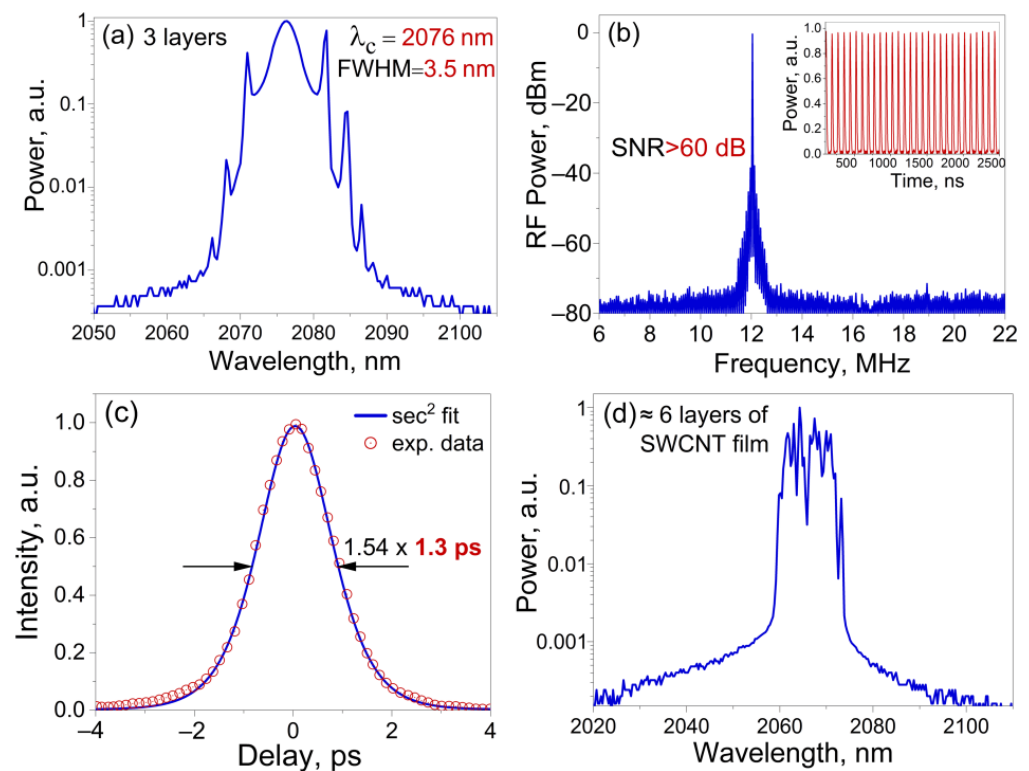 (a) 3 layers
λc = 2076 nm
FWHM=3.5 nm
Power, a.u.
1
0.1
0.01
0.001
2050 2060 2070 2080 2090 2100
Wavelength, nm
(b)
SNR>60 dB
RF Power, dBm
0
−20
−40
−60
−80
6 8 10 12 14 16 18 20 22
Frequency, MHz
Power, a.u.
1.0
0.8
0.6
0.4
0.2
0.0
500 1000 1500 2000 2500
Time, ns
(c)
sec² fit
exp. data
1.54 x 1.3 ps
Intensity, a.u.
1.0
0.8
0.6
0.4
0.2
0.0
−4 −2 0 2 4
Delay, ps
(d) ≈ 6 layers of
SWCNT film
Power, a.u.
1
0.1
0.01
0.001
2020 2040 2060 2080 2100
Wavelength, nm